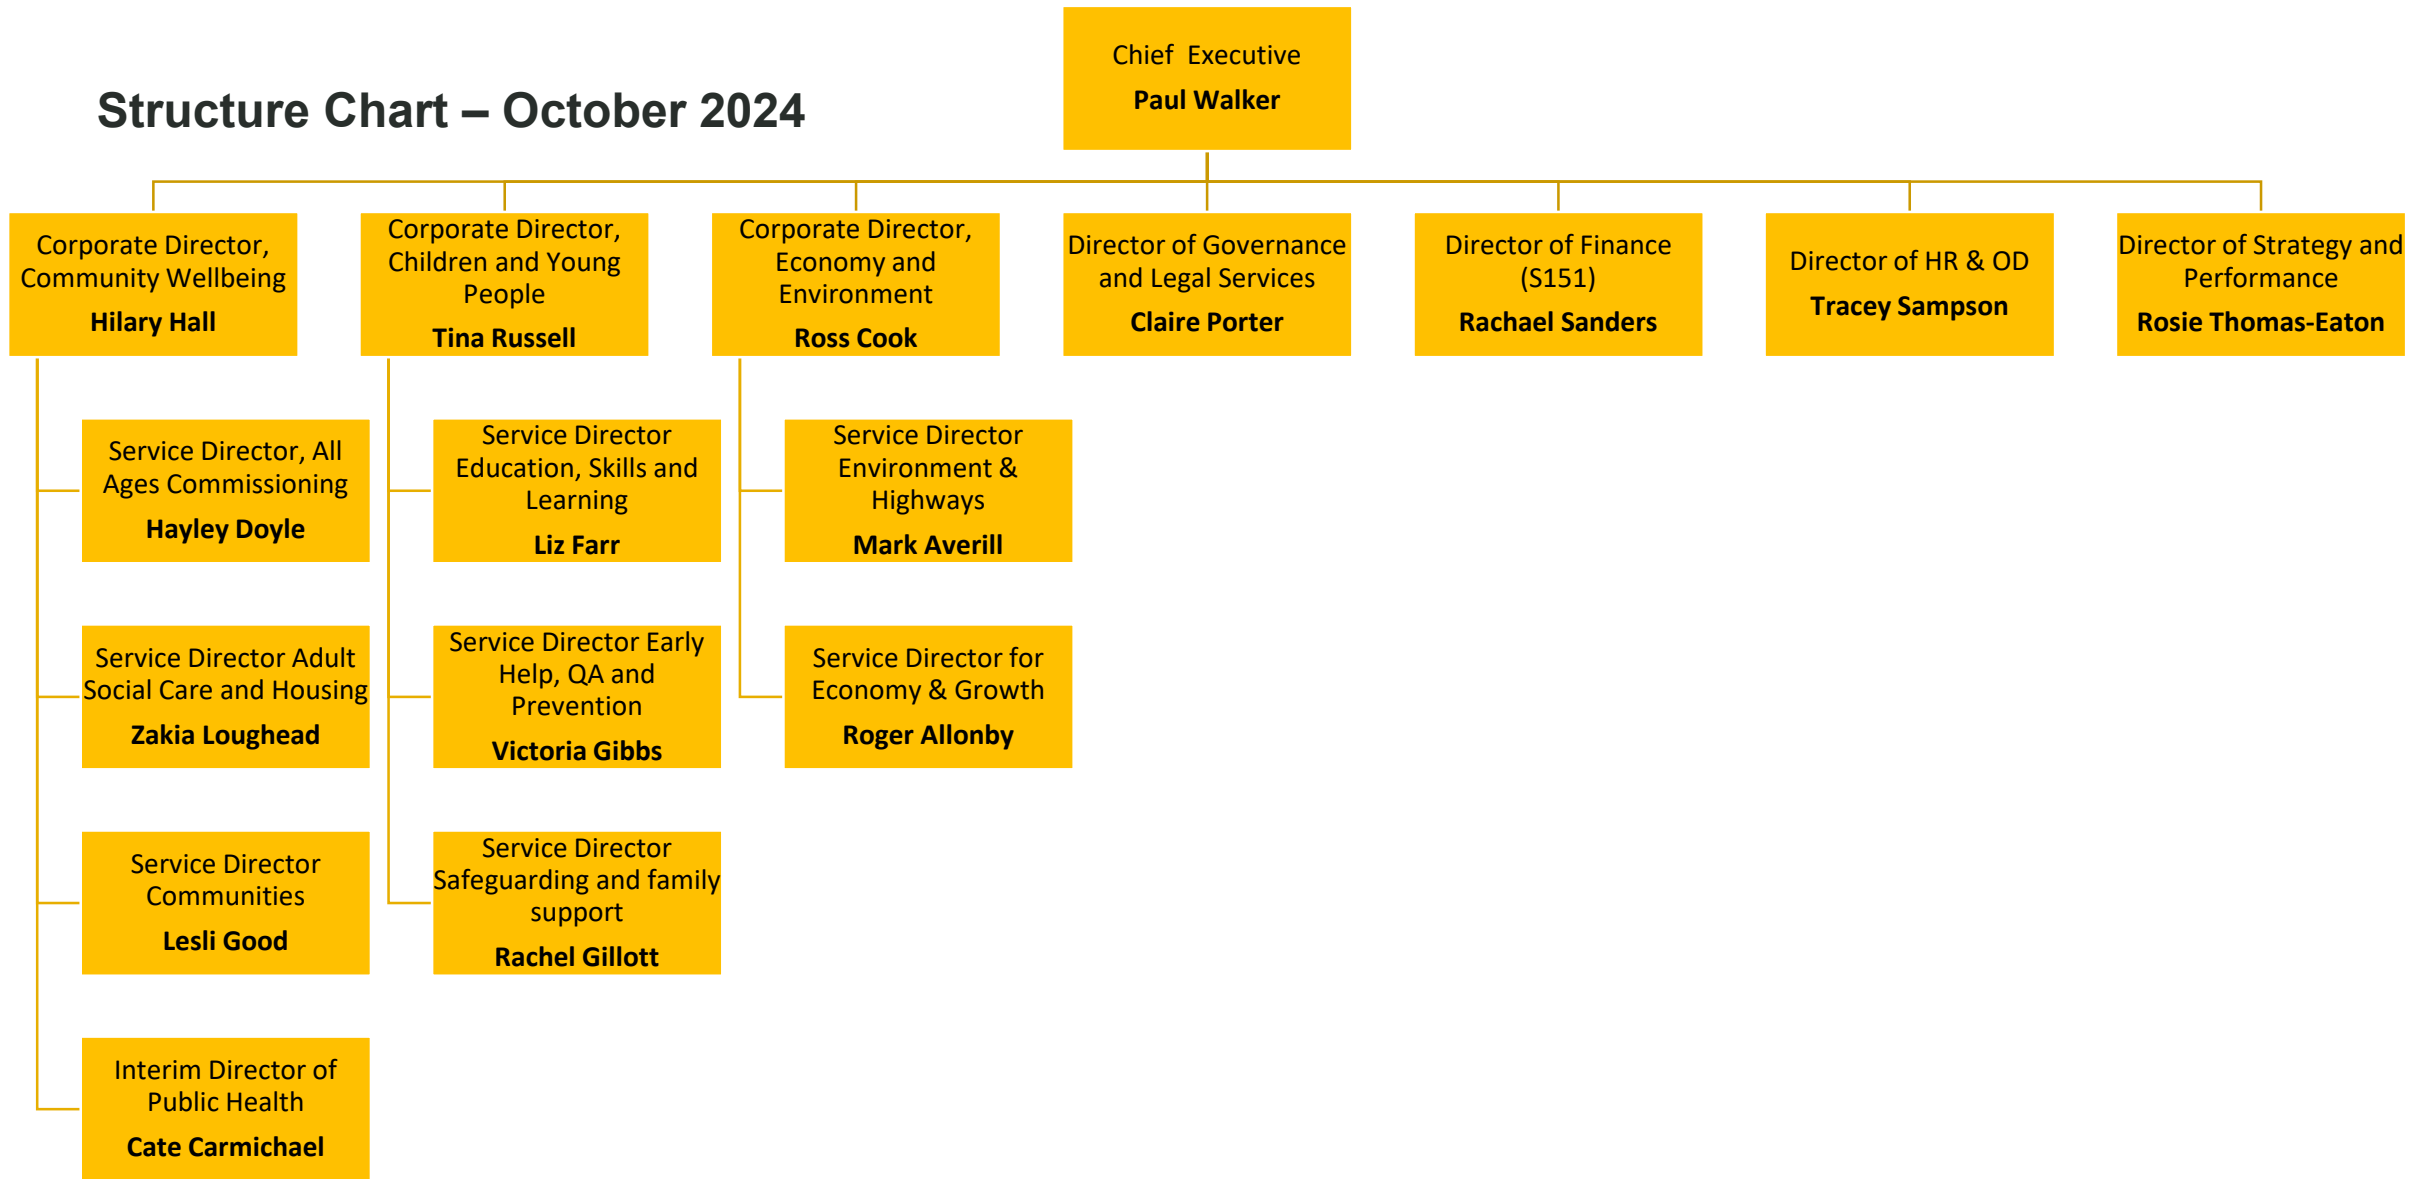 Structure Chart – October 2024
Chief  Executive
Paul Walker
Corporate Director,
Community Wellbeing
Hilary Hall
Corporate Director,
Children and Young
People
Tina Russell
Corporate Director,
Economy and
Environment
Ross Cook
Director of Governance
and Legal Services
Claire Porter
Director of Finance
(S151)
Rachael Sanders
Director of HR & OD
Tracey Sampson
Director of Strategy and
Performance
Rosie Thomas-Eaton
Service Director, All
Ages Commissioning
Hayley Doyle
Service Director Adult
Social Care and Housing
Zakia Loughead
Service Director
Communities
Lesli Good
Interim Director of
Public Health
Cate Carmichael
Service Director
Education, Skills and
Learning
Liz Farr
Service Director Early
Help, QA and
Prevention
Victoria Gibbs
Service Director
Safeguarding and family
support
Rachel Gillott
Service Director
Environment &
Highways
Mark Averill
Service Director for
Economy & Growth
Roger Allonby